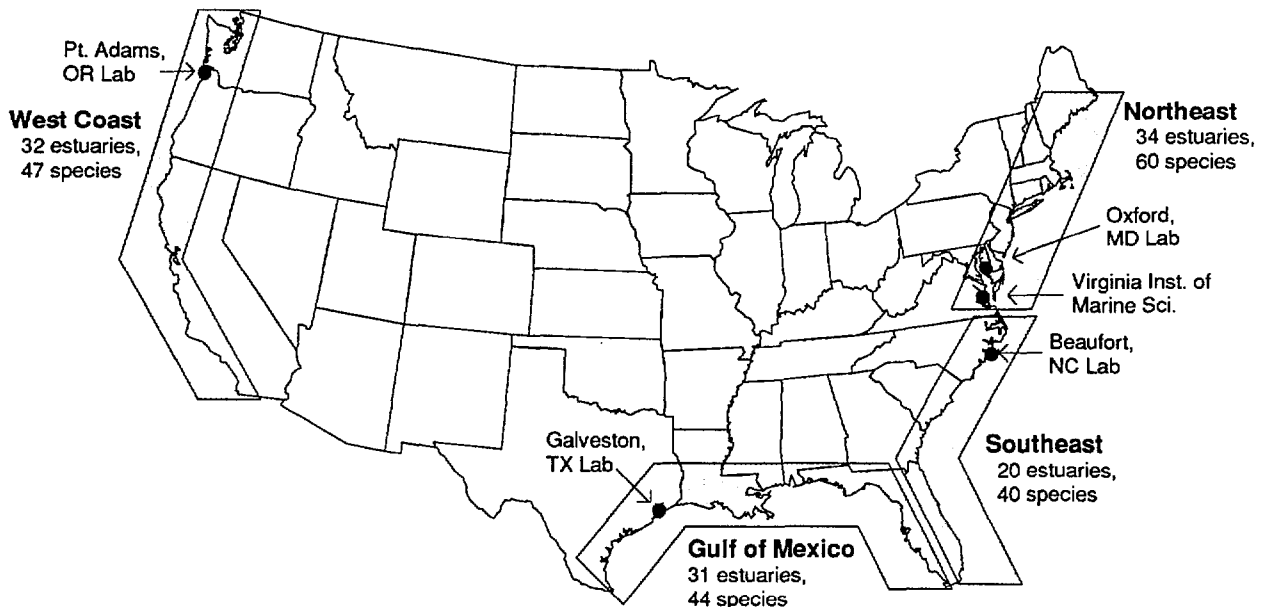 Pt. Adams,
OR Lab
West Coast
32 estuaries,
47 species
Northeast
34 estuaries,
60 species
Oxford,
MD Lab
Virginia Inst. of
Marine Sci.
Beaufort,
NC Lab
Galveston,
TX Lab
Southeast
20 estuaries,
40 species
Gulf of Mexico
31 estuaries,
44 species